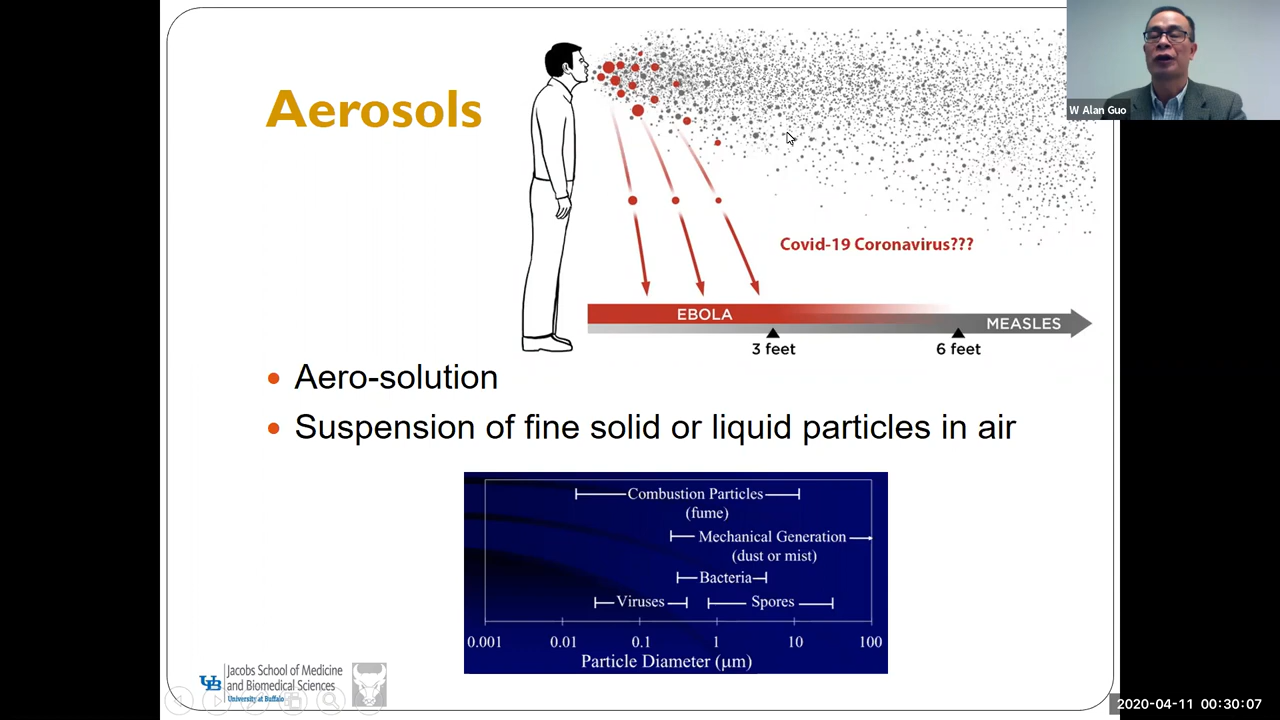 W Alan Guo
Aerosols
Covid-19 Coronavirus???
EBOLA
MEASLES
3 feet
6 feet
Aero-solution
Suspension of fine solid or liquid particles in air
Combustion Particles
(fume)
Mechanical Generation
(dust or mist)
Bacteria
Viruses
Spores
0.001
0.01
0.1
1
10
100
Particle Diameter (µm)
UB
Jacobs School of Medicine
and Biomedical Sciences
University at Buffalo
2020-04-11 00:30:07